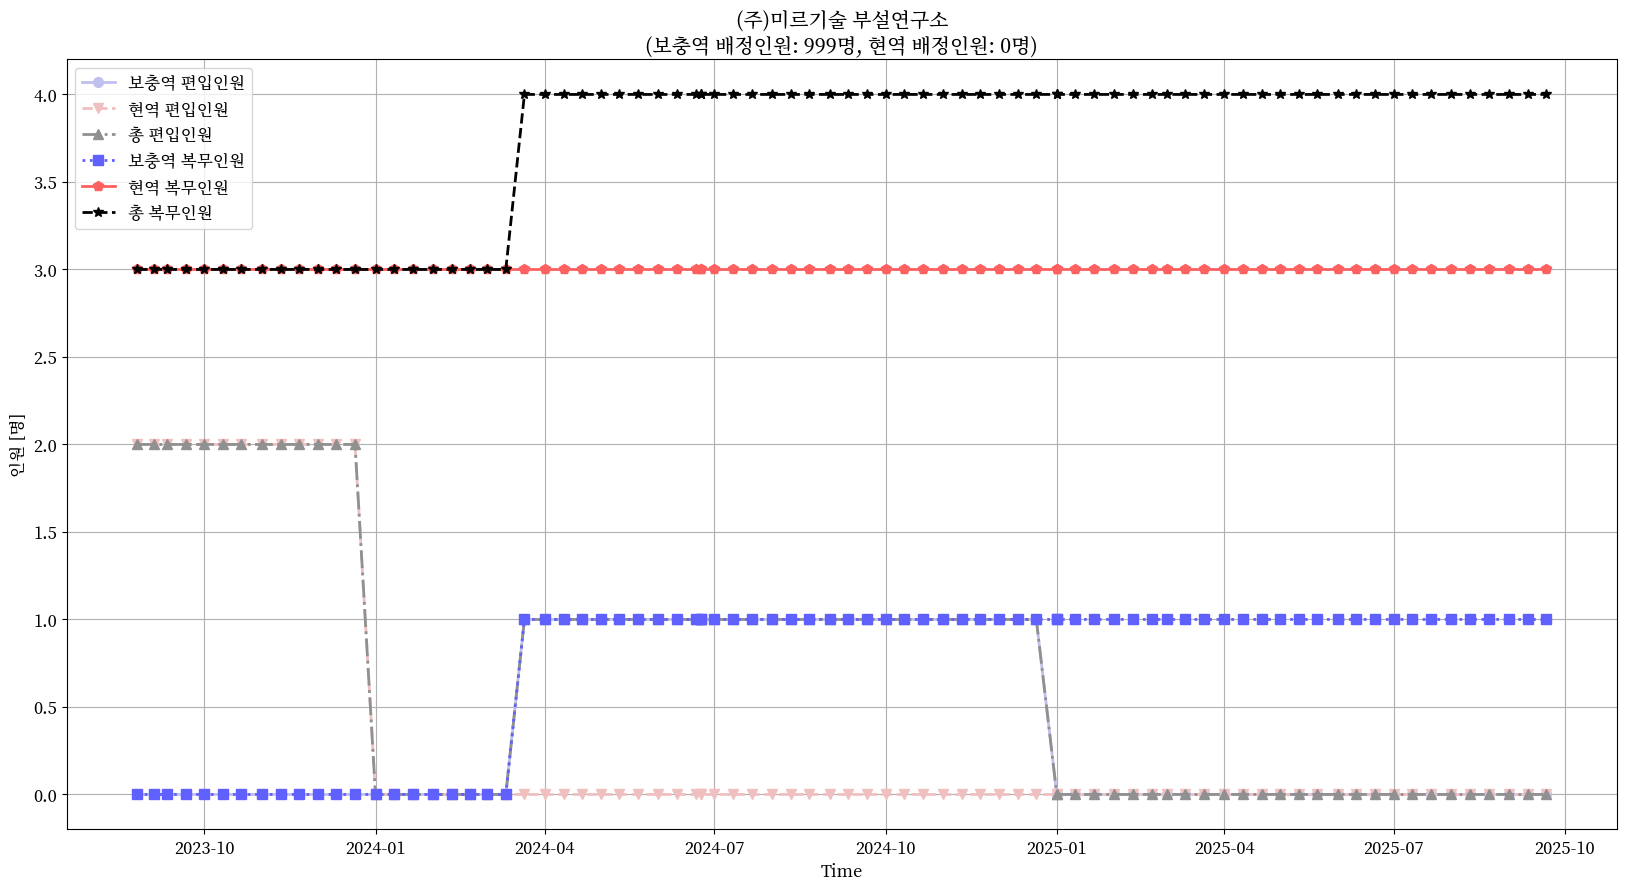 (주)미르기술 부설연구소
(보충역 배정인원: 999명, 현역 배정인원: 0명)
보충역 편입인원
현역 편입인원
총 편입인원
보충역 복무인원
현역 복무인원
총 복무인원
4.0
3.5
3.0
2.5
2.0
1.5
1.0
0.5
0.0
인원 [명]
2023-10 2024-01 2024-04 2024-07 2024-10 2025-01 2025-04 2025-07 2025-10
Time